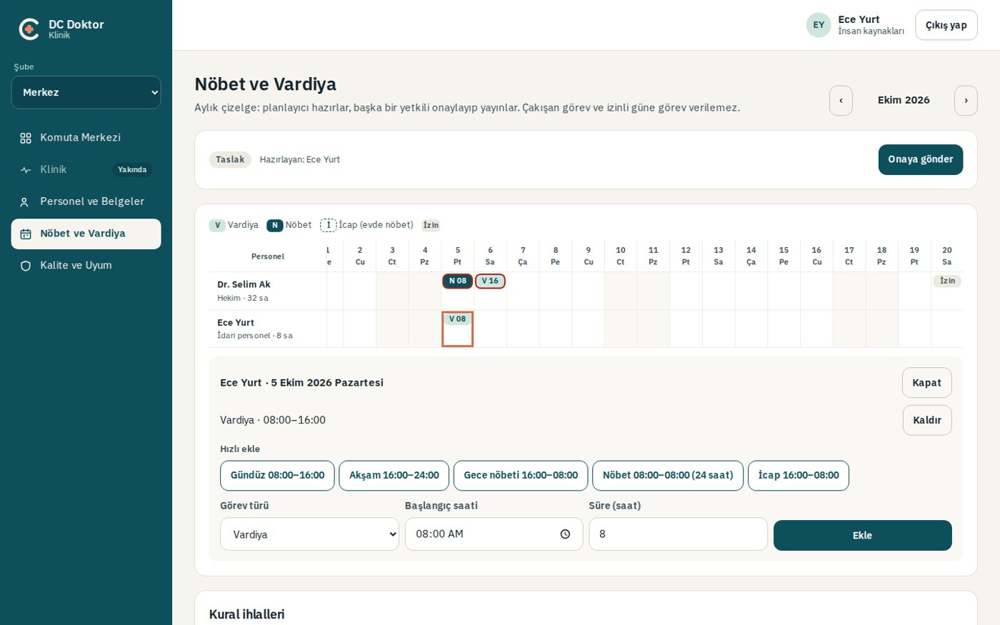 DC Doktor
Klinik
Şube
Merkez
Komuta Merkezi
Klinik Yakında
Personel ve Belgeler
Nöbet ve Vardiya
Kalite ve Uyum
EY
Ece Yurt
İnsan kaynakları
Çıkış yap
Nöbet ve Vardiya
Aylık çizelge: planlayıcı hazırlar, başka bir yetkili onaylayıp yayınlar. Çakışan görev ve izinli güne görev verilemez.
‹ Ekim 2026 ›
Taslak Hazırlayan: Ece Yurt
Onaya gönder
V Vardiya N Nöbet İ İcap (evde nöbet) İzin
Personel
1 2 3 4 5 6 7 8 9 10 11 12 13 14 15 16 17 18 19 20
e Cu Ct Pz Pt Sa Ça Pe Cu Ct Pz Pt Sa Ça Pe Cu Ct Pz Pt Sa
Dr. Selim Ak
Hekim · 32 sa
N 08 V 16 İzin
Ece Yurt
İdari personel · 8 sa
V 08
Ece Yurt · 5 Ekim 2026 Pazartesi
Kapat
Vardiya · 08:00–16:00
Kaldır
Hızlı ekle
Gündüz 08:00–16:00 Akşam 16:00–24:00 Gece nöbeti 16:00–08:00 Nöbet 08:00–08:00 (24 saat) İcap 16:00–08:00
Görev türü Başlangıç saati Süre (saat)
Vardiya 08:00 AM 8 Ekle
Kural ihlalleri